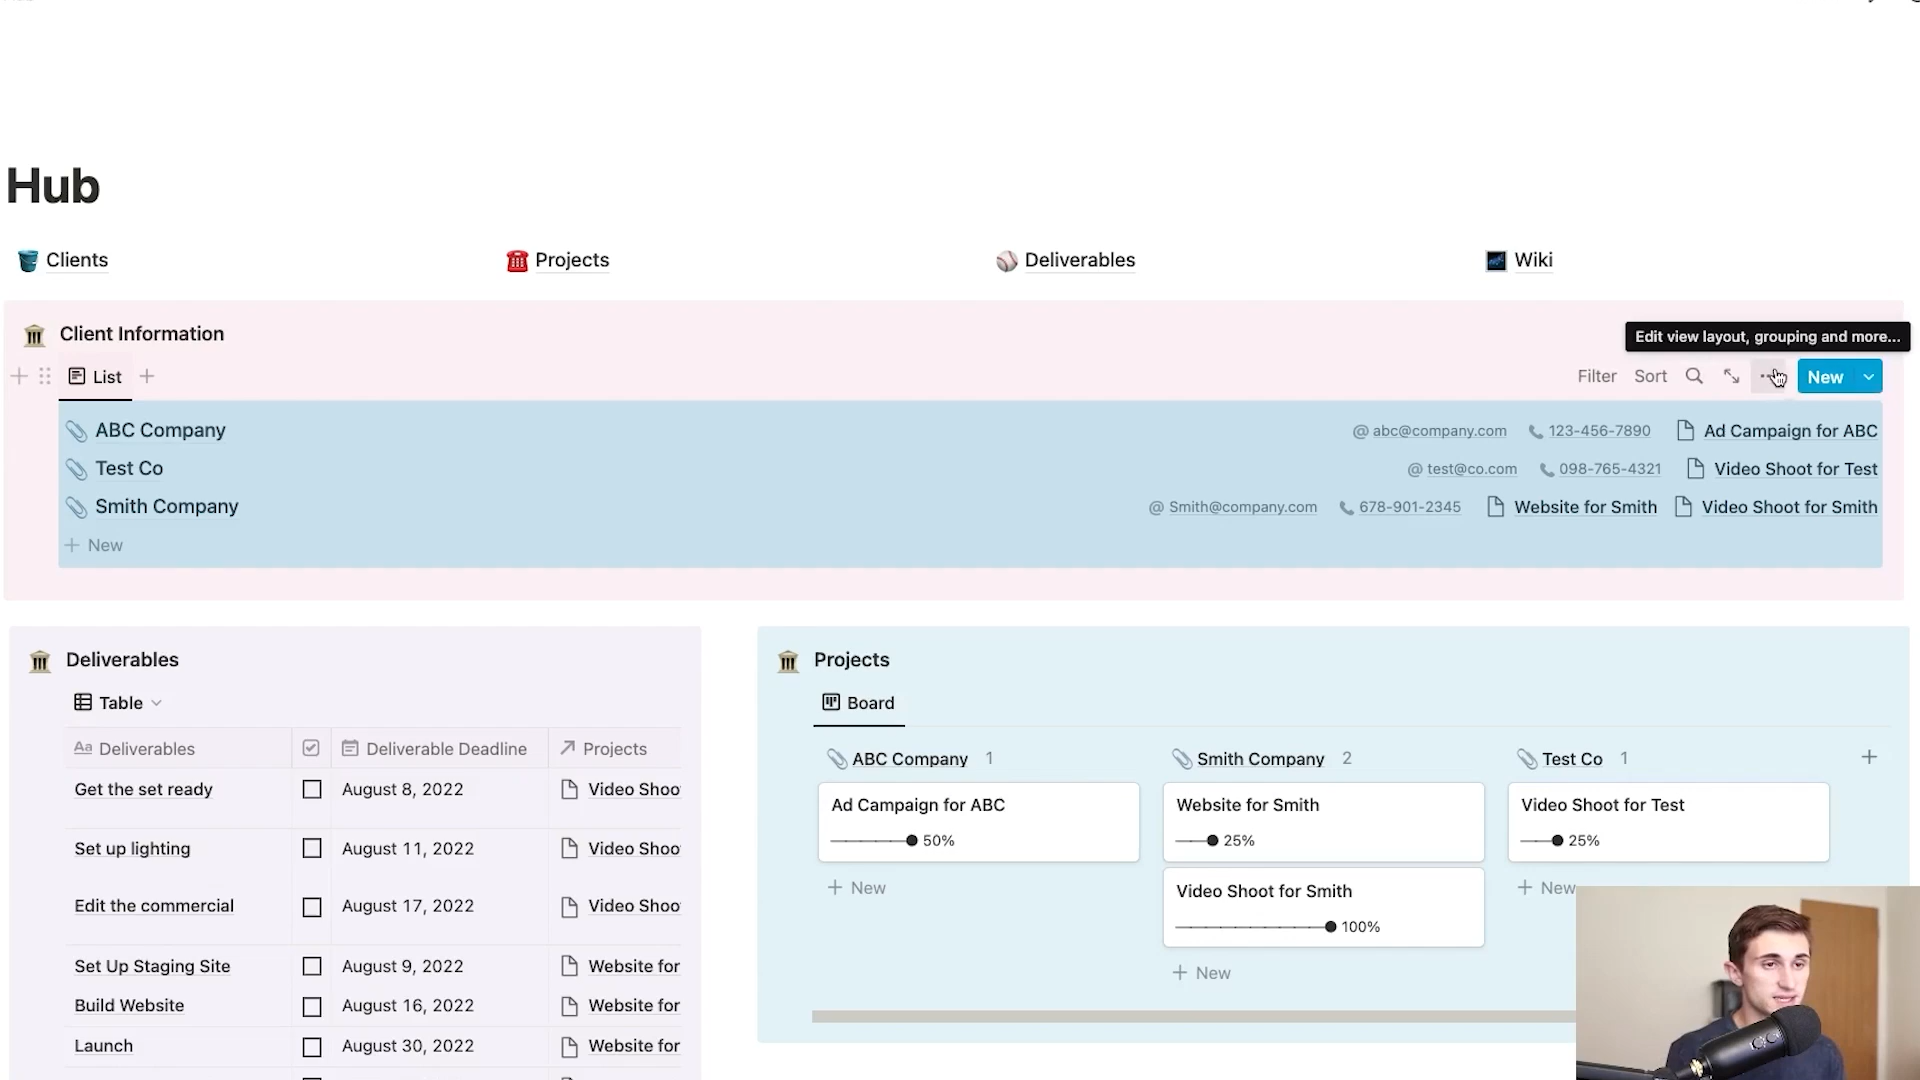 Hub
Clients Projects Deliverables Wiki
Client Information
Edit view layout, grouping and more...
List Filter Sort New
ABC Company @ abc@company.com 123-456-7890 Ad Campaign for ABC
Test Co @ test@co.com 098-765-4321 Video Shoot for Test
Smith Company @ Smith@company.com 678-901-2345 Website for Smith Video Shoot for Smith
+ New
Deliverables
Table
Aa Deliverables Deliverable Deadline Projects
Get the set ready August 8, 2022 Video Shoo
Set up lighting August 11, 2022 Video Shoo
Edit the commercial August 17, 2022 Video Shoo
Set Up Staging Site August 9, 2022 Website for
Build Website August 16, 2022 Website for
Launch August 30, 2022 Website for
Projects
Board
ABC Company 1 Smith Company 2 Test Co 1
Ad Campaign for ABC Website for Smith Video Shoot for Test
50% 25% 25%
+ New Video Shoot for Smith + New
100%
+ New